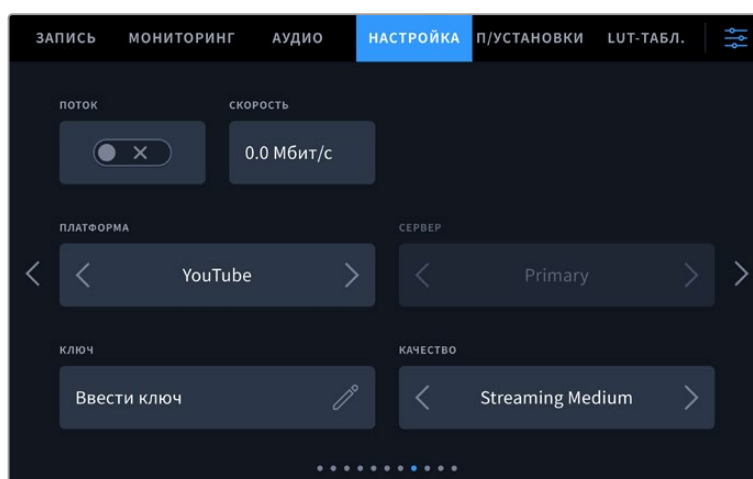 ЗАПИСЬ МОНИТОРИНГ АУДИО НАСТРОЙКА П/УСТАНОВКИ LUT-ТАБЛ.
ПОТОК СКОРОСТЬ
0.0 Мбит/с
ПЛАТФОРМА СЕРВЕР
YouTube Primary
КЛЮЧ КАЧЕСТВО
Ввести ключ Streaming Medium